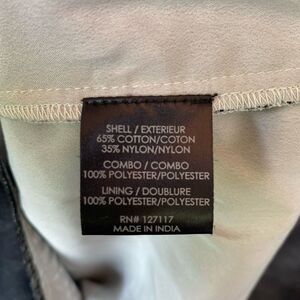 SHELL / EXTERIEUR
65% COTTON/COTON
35% NYLON/NYLON
COMBO / COMBO
100% POLYESTER/POLYESTER
LINING / DOUBLURE
100% POLYESTER/POLYESTER
RN# 127117
MADE IN INDIA